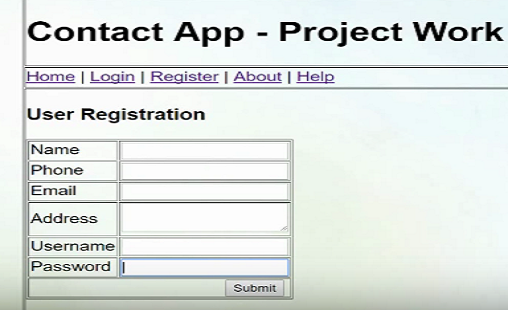 Contact App - Project Work
Home | Login | Register | About | Help
User Registration
Name
Phone
Email
Address
Username
Password
Submit